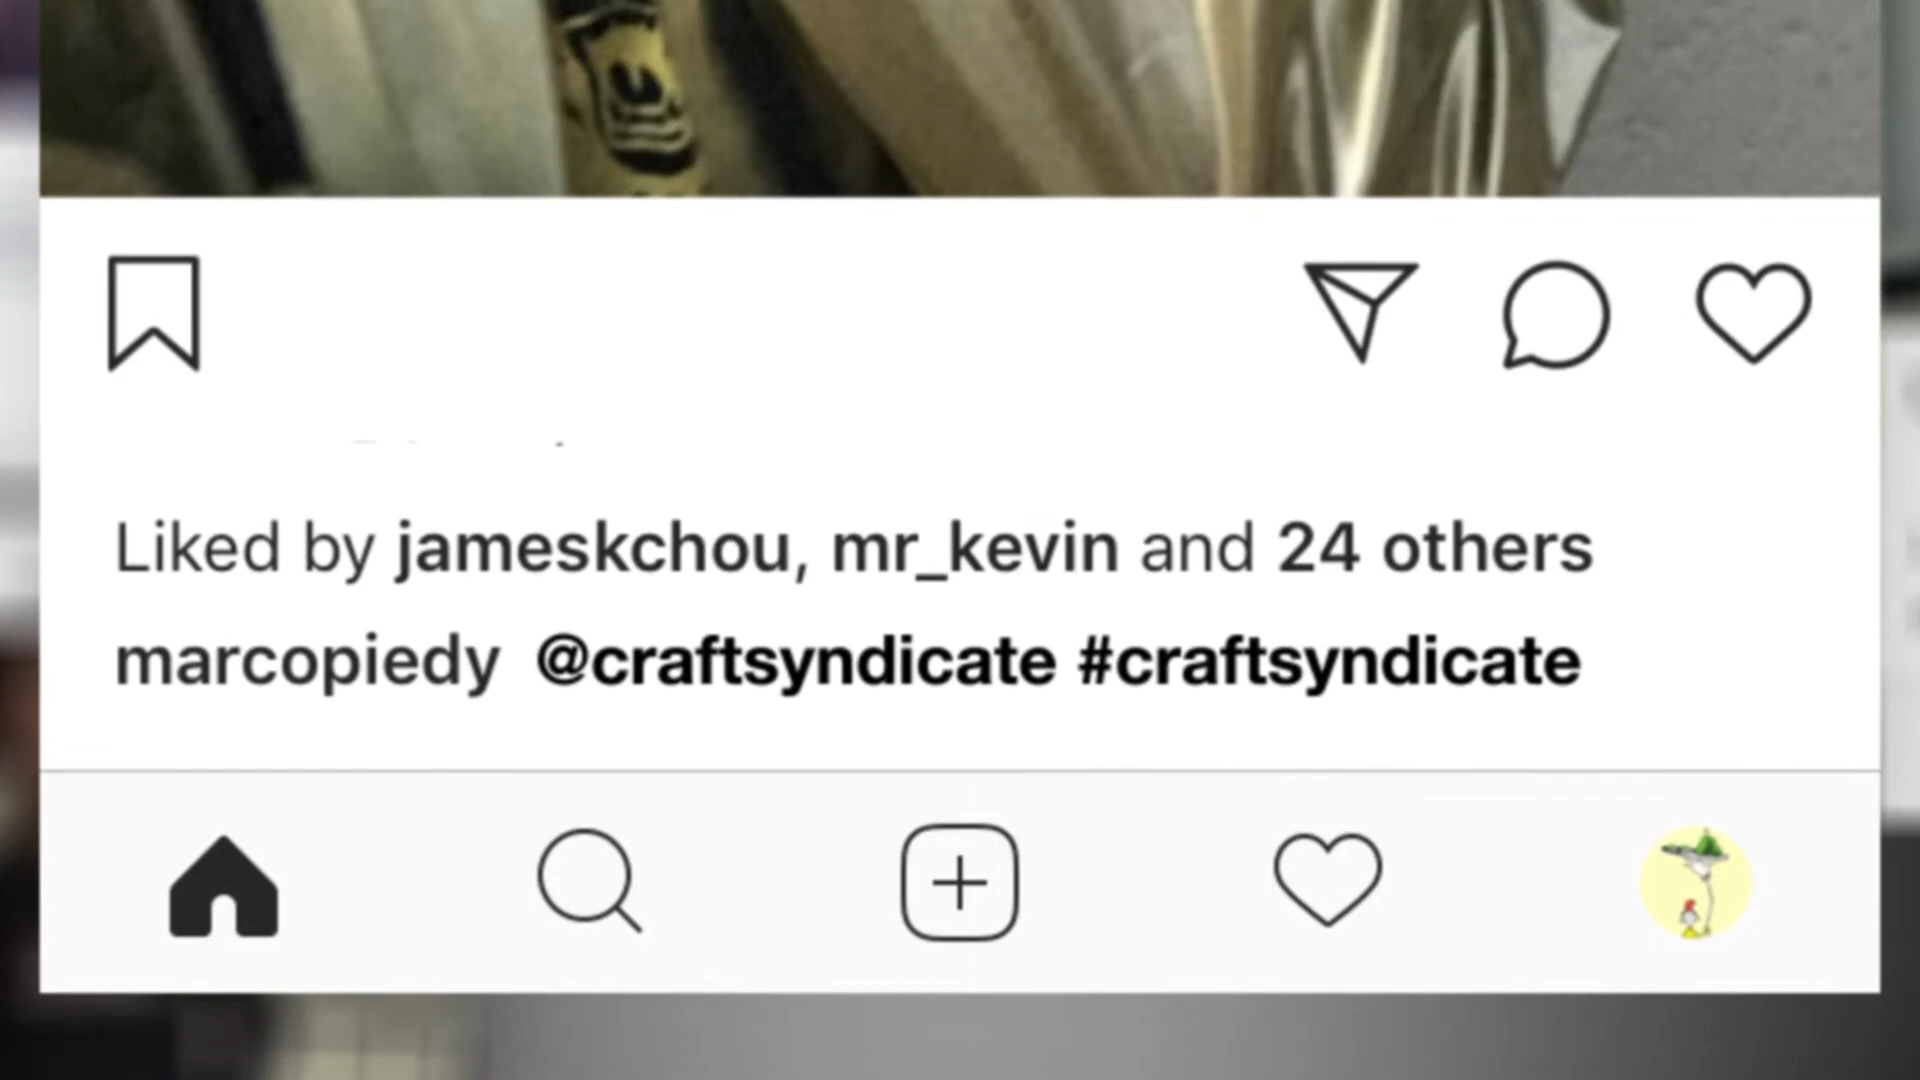 Liked by jameskchou, mr_kevin and 24 others
marcopiedy @craftsyndicate #craftsyndicate